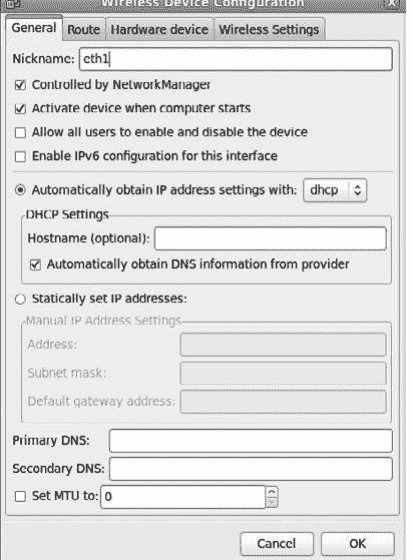 Wireless Device Configuration
General Route Hardware device Wireless Settings
Nickname: eth1
Controlled by NetworkManager
Activate device when computer starts
Allow all users to enable and disable the device
Enable IPv6 configuration for this interface
Automatically obtain IP address settings with: dhcp
DHCP Settings
Hostname (optional):
Automatically obtain DNS information from provider
Statically set IP addresses:
Manual IP Address Settings
Address:
Subnet mask:
Default gateway address:
Primary DNS:
Secondary DNS:
Set MTU to: 0
Cancel OK